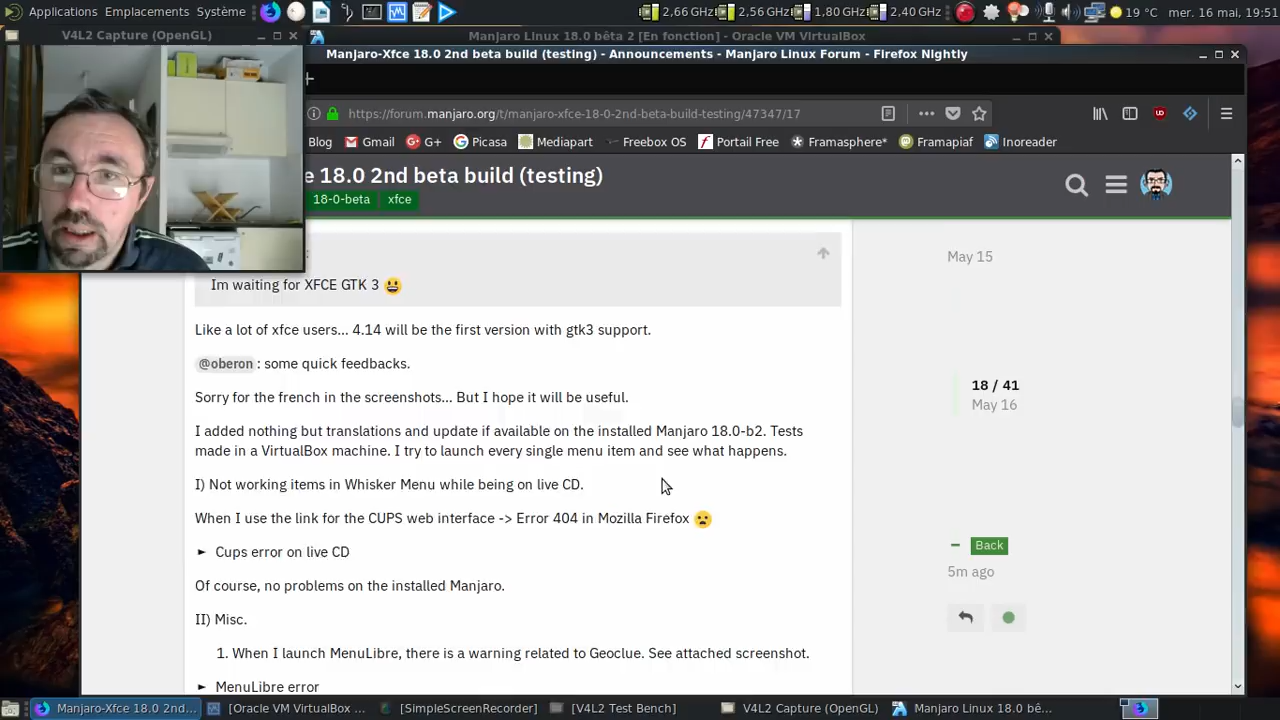 Applications Emplacements Système
2,66 GHz 2,56 GHz 1,80 GHz 2,40 GHz
19 °C mer. 16 mai, 19:51
V4L2 Capture (OpenGL)
Manjaro Linux 18.0 bêta 2 [En fonction] - Oracle VM VirtualBox
Manjaro-Xfce 18.0 2nd beta build (testing) - Announcements - Manjaro Linux Forum - Firefox Nightly
https://forum.manjaro.org/t/manjaro-xfce-18-0-2nd-beta-build-testing/47347/17
Blog Gmail G+ Picasa Mediapart Freebox OS Portail Free Framasphere* Framapiaf Inoreader
e 18.0 2nd beta build (testing)
18-0-beta xfce
May 15
Im waiting for XFCE GTK 3
Like a lot of xfce users... 4.14 will be the first version with gtk3 support.
@oberon: some quick feedbacks.
Sorry for the french in the screenshots... But I hope it will be useful.
18 / 41
May 16
I added nothing but translations and update if available on the installed Manjaro 18.0-b2. Tests
made in a VirtualBox machine. I try to launch every single menu item and see what happens.
I) Not working items in Whisker Menu while being on live CD.
When I use the link for the CUPS web interface -> Error 404 in Mozilla Firefox
► Cups error on live CD
Back
5m ago
Of course, no problems on the installed Manjaro.
II) Misc.
1. When I launch MenuLibre, there is a warning related to Geoclue. See attached screenshot.
► MenuLibre error
Manjaro-Xfce 18.0 2nd...
[Oracle VM VirtualBox ...
[SimpleScreenRecorder]
[V4L2 Test Bench]
V4L2 Capture (OpenGL)
Manjaro Linux 18.0 bê...